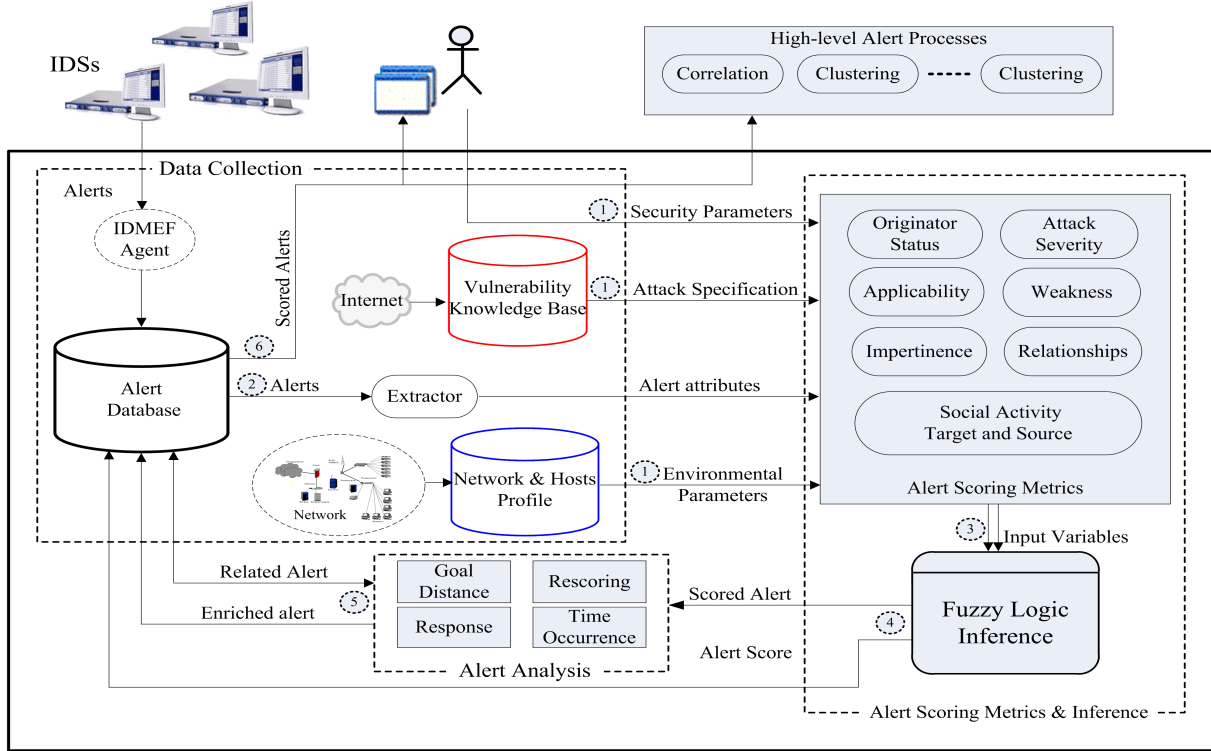 IDSs
High-level Alert Processes
Correlation
Clustering
Clustering
Data Collection
Alerts
IDMEF
Agent
Scored Alerts
1
Security Parameters
Internet
Vulnerability
Knowledge Base
1
Attack Specification
Originator
Status
Attack
Severity
Applicability
Weakness
Impertinence
Relationships
Social Activity
Target and Source
Alert Scoring Metrics
6
Alert
Database
2
Alerts
Extractor
Alert attributes
Network
Network & Hosts
Profile
1
Environmental
Parameters
3
Input Variables
Related Alert
Enriched alert
5
Goal
Distance
Rescoring
Response
Time
Occurrence
Alert Analysis
Scored Alert
4
Alert Score
Fuzzy Logic
Inference
Alert Scoring Metrics & Inference